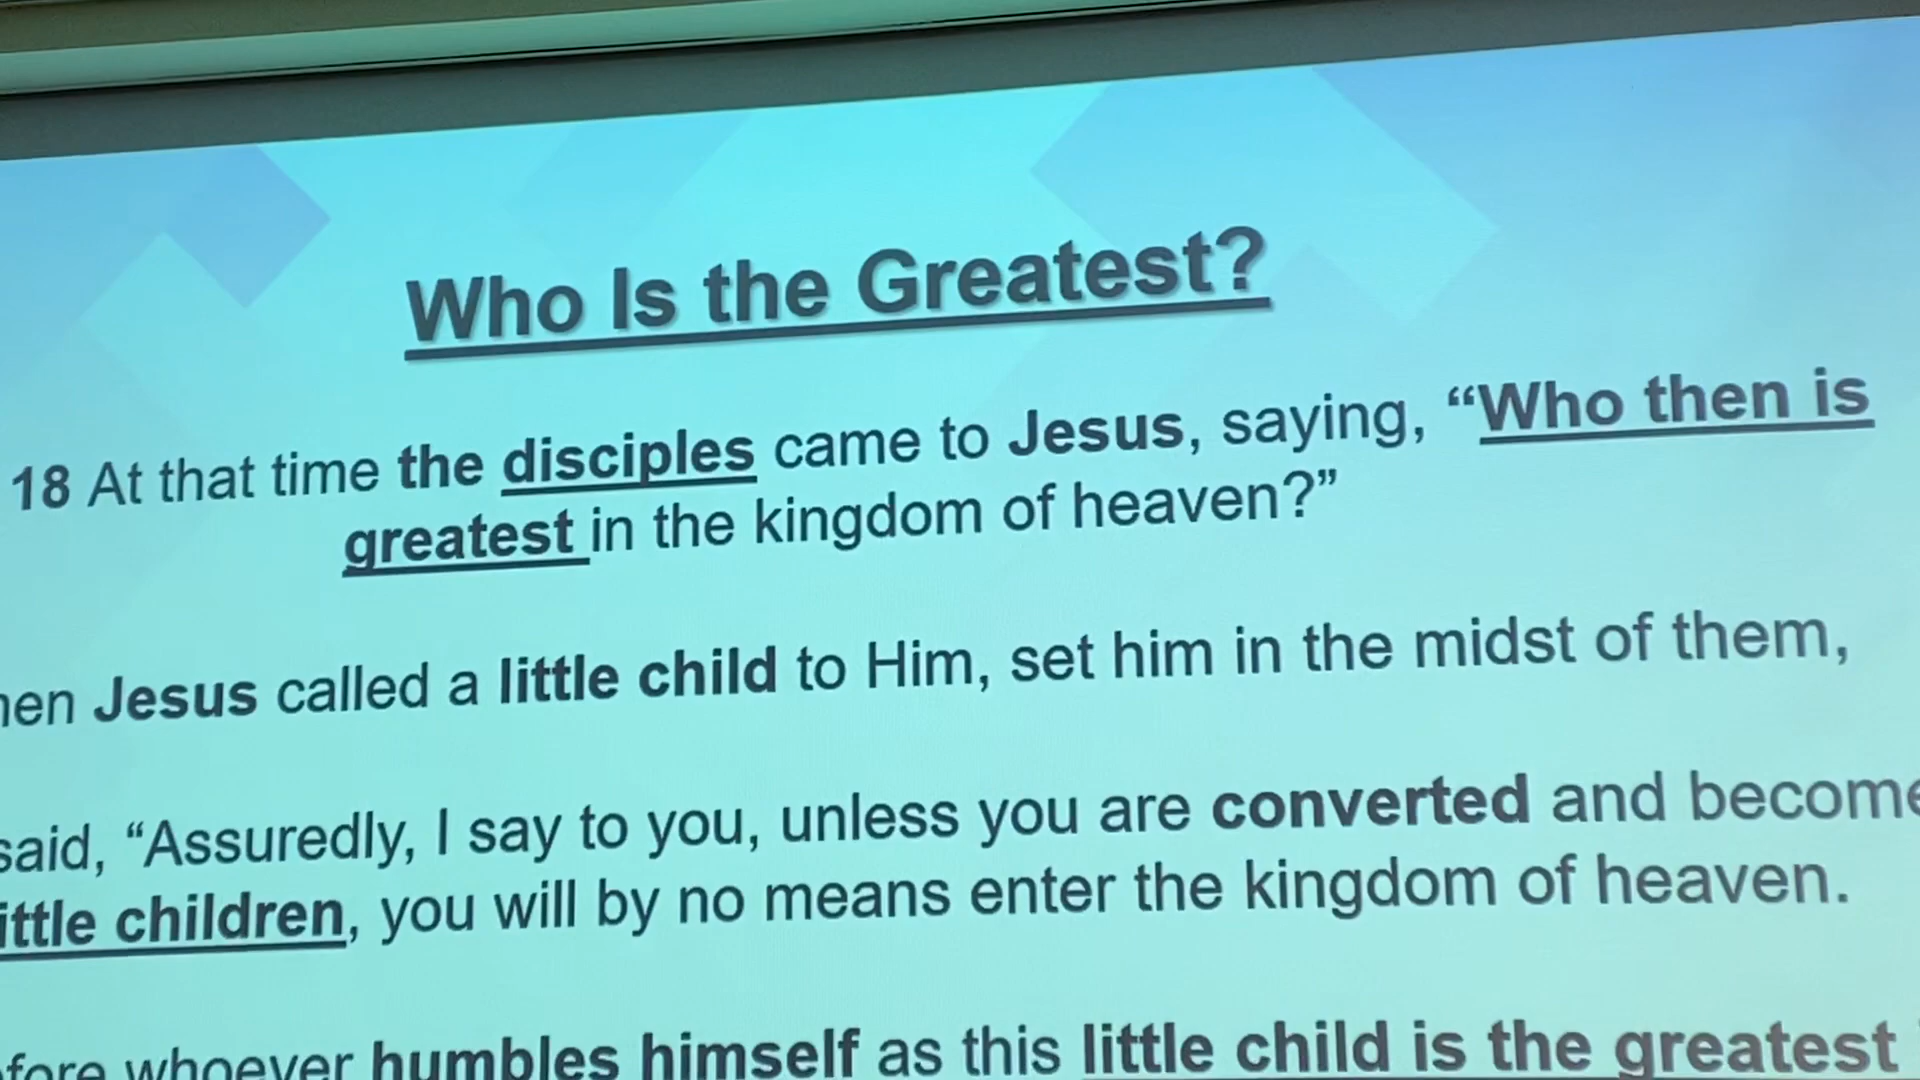 Who Is the Greatest?
18 At that time the disciples came to Jesus, saying, “Who then is
greatest in the kingdom of heaven?”
Jesus called a little child to Him, set him in the midst of them,
said, “Assuredly, I say to you, unless you are converted and become
children, you will by no means enter the kingdom of heaven.
whoever humbles himself as this little child is the greatest